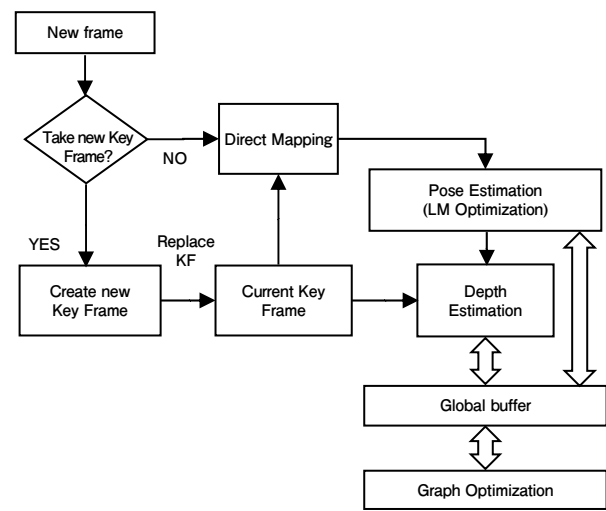 New frame
Take new Key
Frame?
NO
Direct Mapping
Pose Estimation
(LM Optimization)
YES
Replace
KF
Create new
Key Frame
Current Key
Frame
Depth
Estimation
Global buffer
Graph Optimization